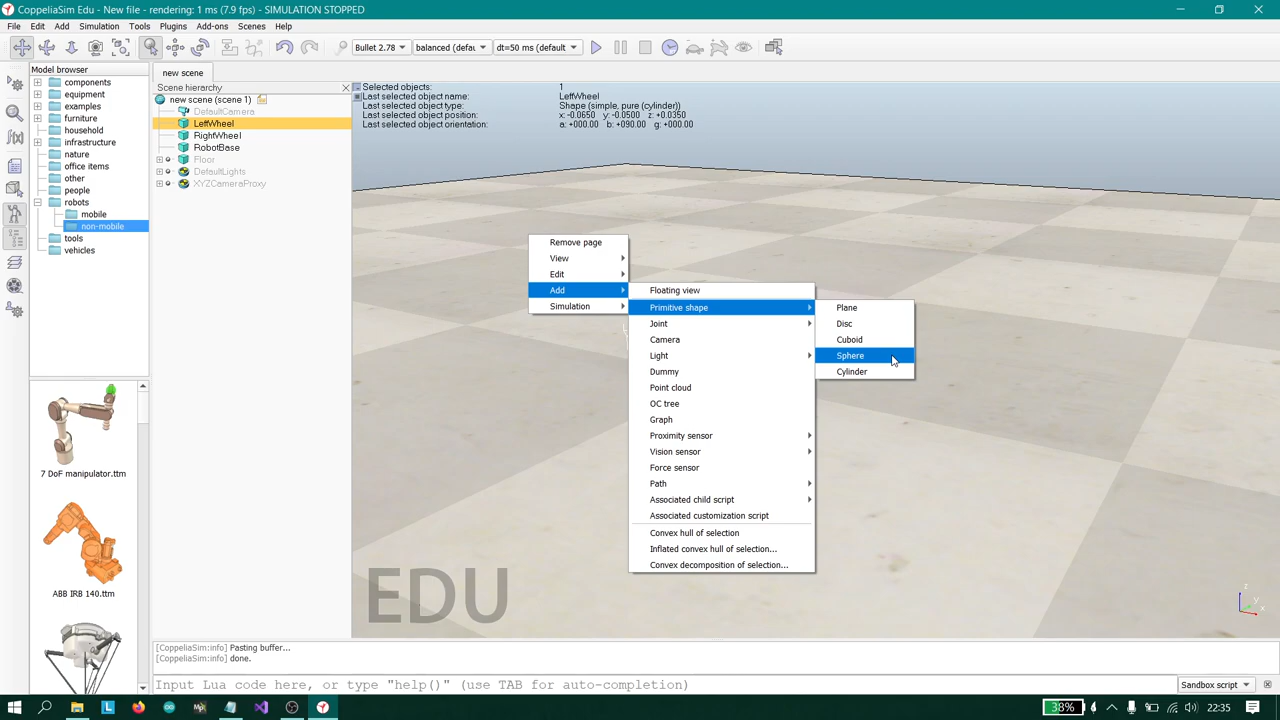 CoppeliaSim Edu - New file - rendering: 1 ms (7.9 fps) - SIMULATION STOPPED
File Edit Add Simulation Tools Plugins Add-ons Scenes Help
Bullet 2.78 balanced (defau dt=50 ms (default
Model browser
components
equipment
examples
furniture
household
infrastructure
nature
office items
other
people
robots
mobile
non-mobile
tools
vehicles
7 DoF manipulator.ttm
ABB IRB 140.ttm
new scene
Scene hierarchy
new scene (scene 1)
DefaultCamera
LeftWheel
RightWheel
RobotBase
Floor
DefaultLights
XYZCameraProxy
Selected objects: 1
Last selected object name: LeftWheel
Last selected object type: Shape (simple, pure (cylinder))
Last selected object position: x: -0.0650 y: -0.0500 z: +0.0350
Last selected object orientation: a: +000.00 b: +090.00 g: +000.00
Remove page
View
Edit
Add
Simulation
Floating view
Primitive shape
Joint
Camera
Light
Dummy
Point cloud
OC tree
Graph
Proximity sensor
Vision sensor
Force sensor
Path
Associated child script
Associated customization script
Convex hull of selection
Inflated convex hull of selection...
Convex decomposition of selection...
Plane
Disc
Cuboid
Sphere
Cylinder
EDU
z
y
x
[CoppeliaSim:info] Pasting buffer...
[CoppeliaSim:info] done.
Input Lua code here, or type "help()" (use TAB for auto-completion)
Sandbox script
38%
22:35